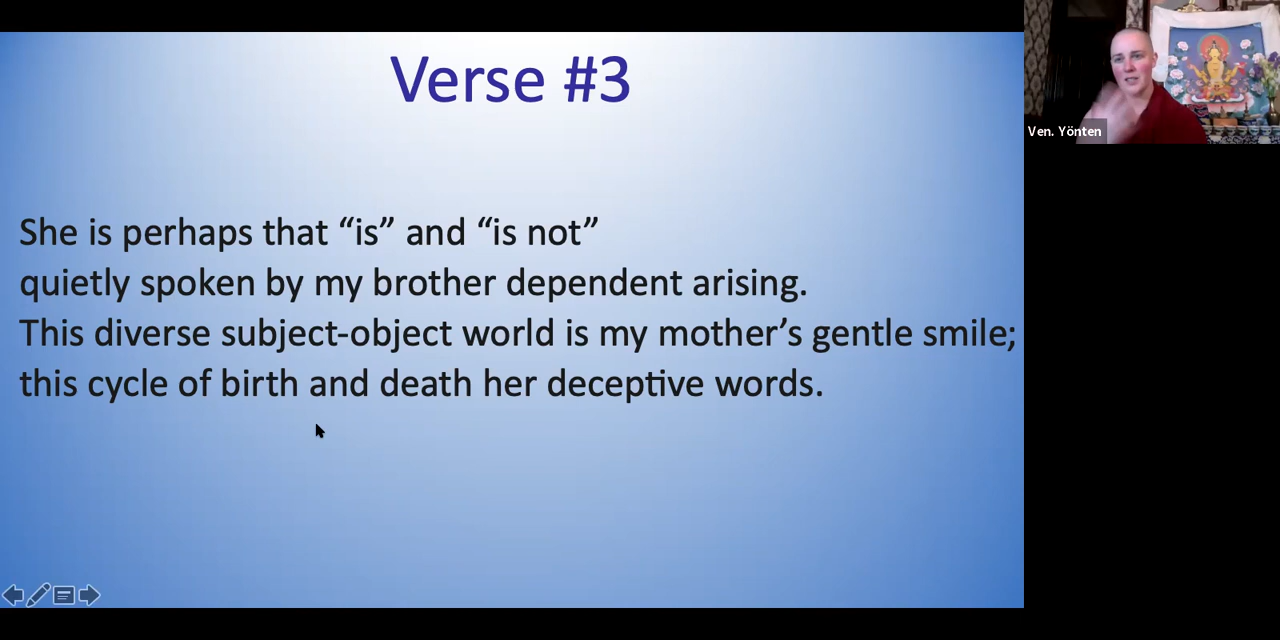 Verse #3
She is perhaps that “is” and “is not”
quietly spoken by my brother dependent arising.
This diverse subject-object world is my mother’s gentle smile;
this cycle of birth and death her deceptive words.
Ven. Yönten